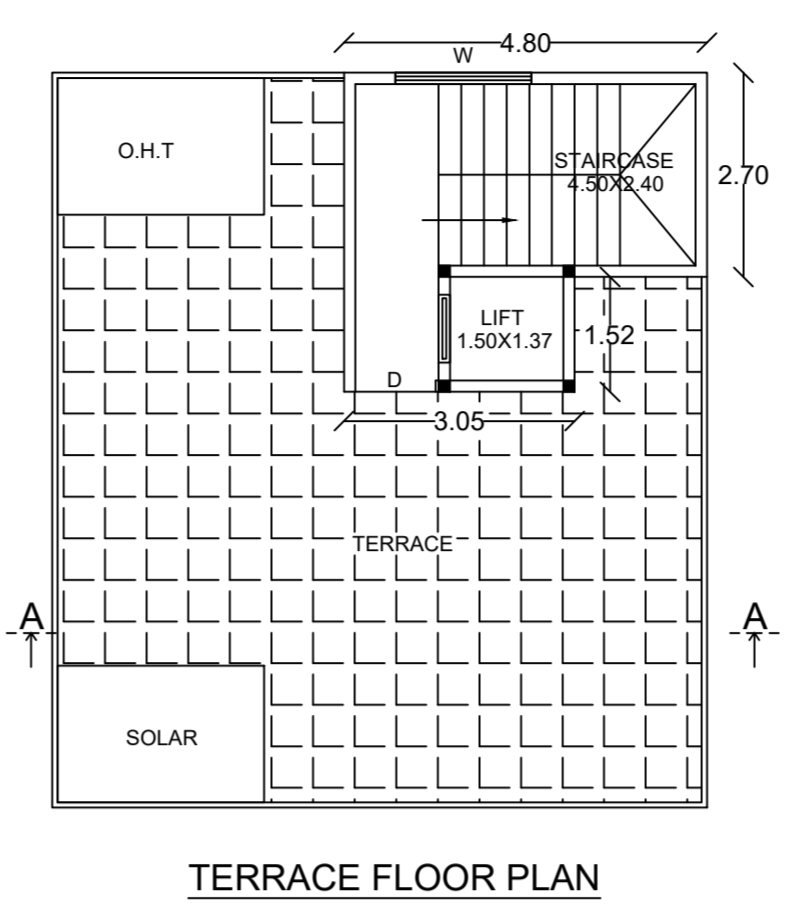 4.80
W
O.H.T
STAIRCASE
4.50X2.40
2.70
LIFT
1.50X1.37
1.52
D
3.05
TERRACE
A
A
SOLAR
TERRACE FLOOR PLAN